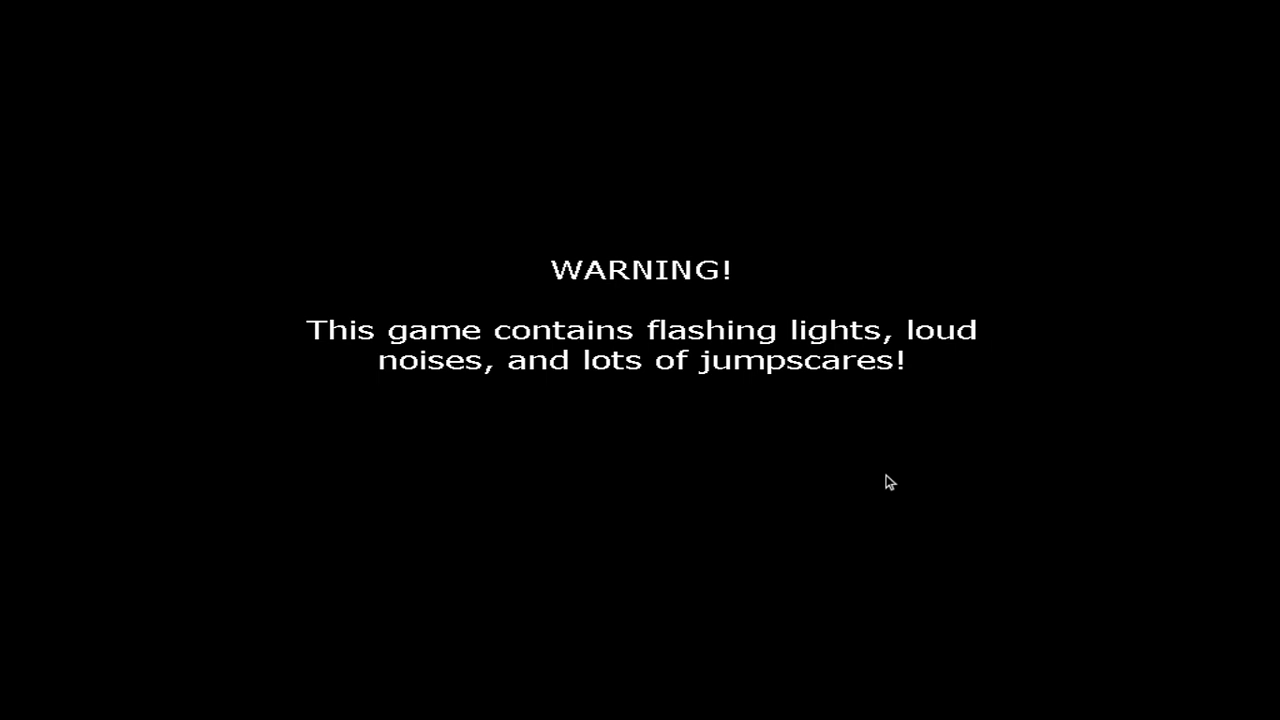 WARNING!
This game contains flashing lights, loud
noises, and lots of jumpscares!